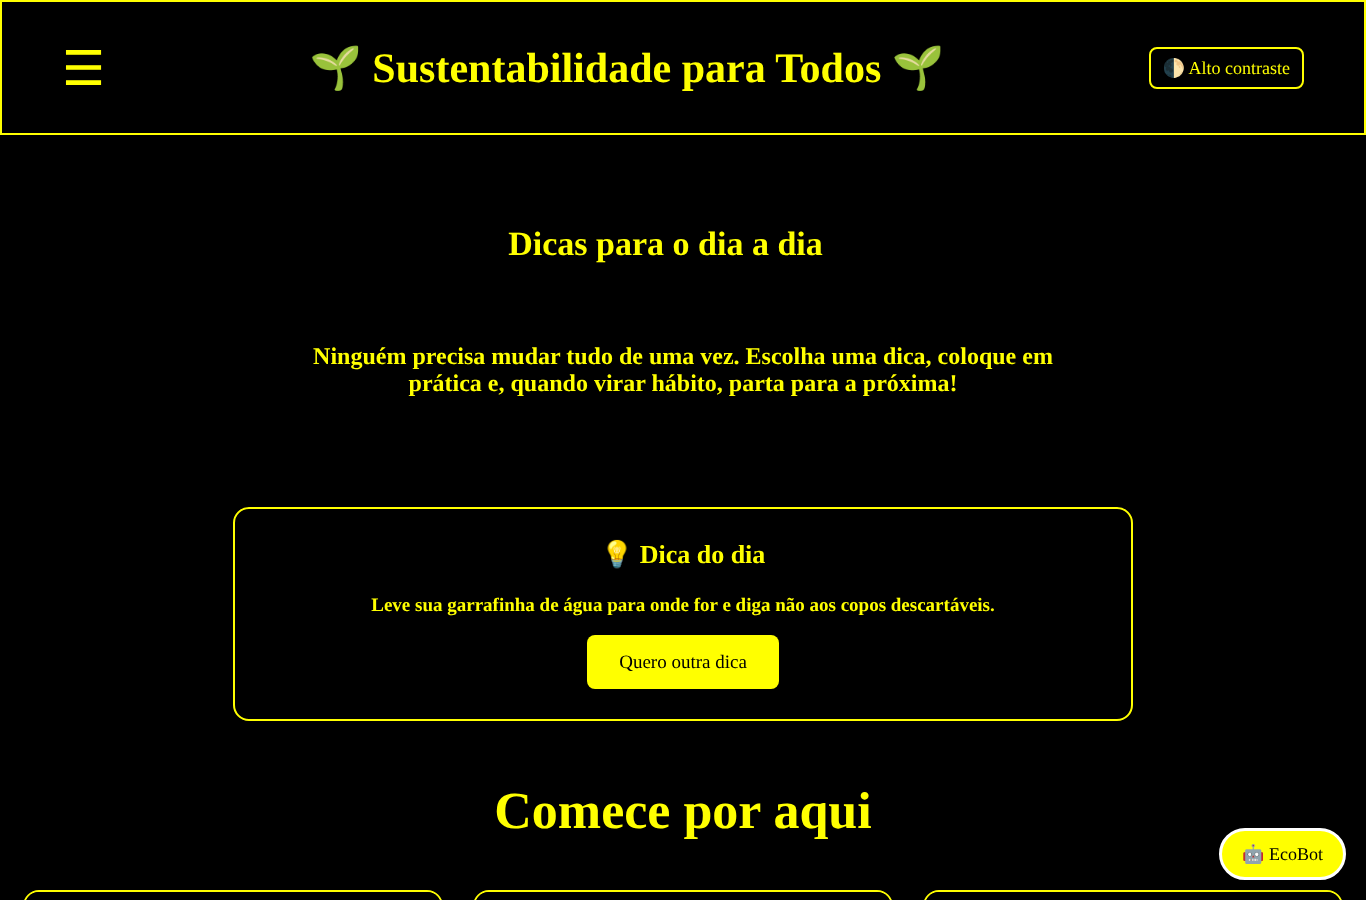 ☰
🌱 Sustentabilidade para Todos 🌱
🌓 Alto contraste
Dicas para o dia a dia
Ninguém precisa mudar tudo de uma vez. Escolha uma dica, coloque em
prática e, quando virar hábito, parta para a próxima!
💡 Dica do dia
Leve sua garrafinha de água para onde for e diga não aos copos descartáveis.
Quero outra dica
Comece por aqui
🤖 EcoBot